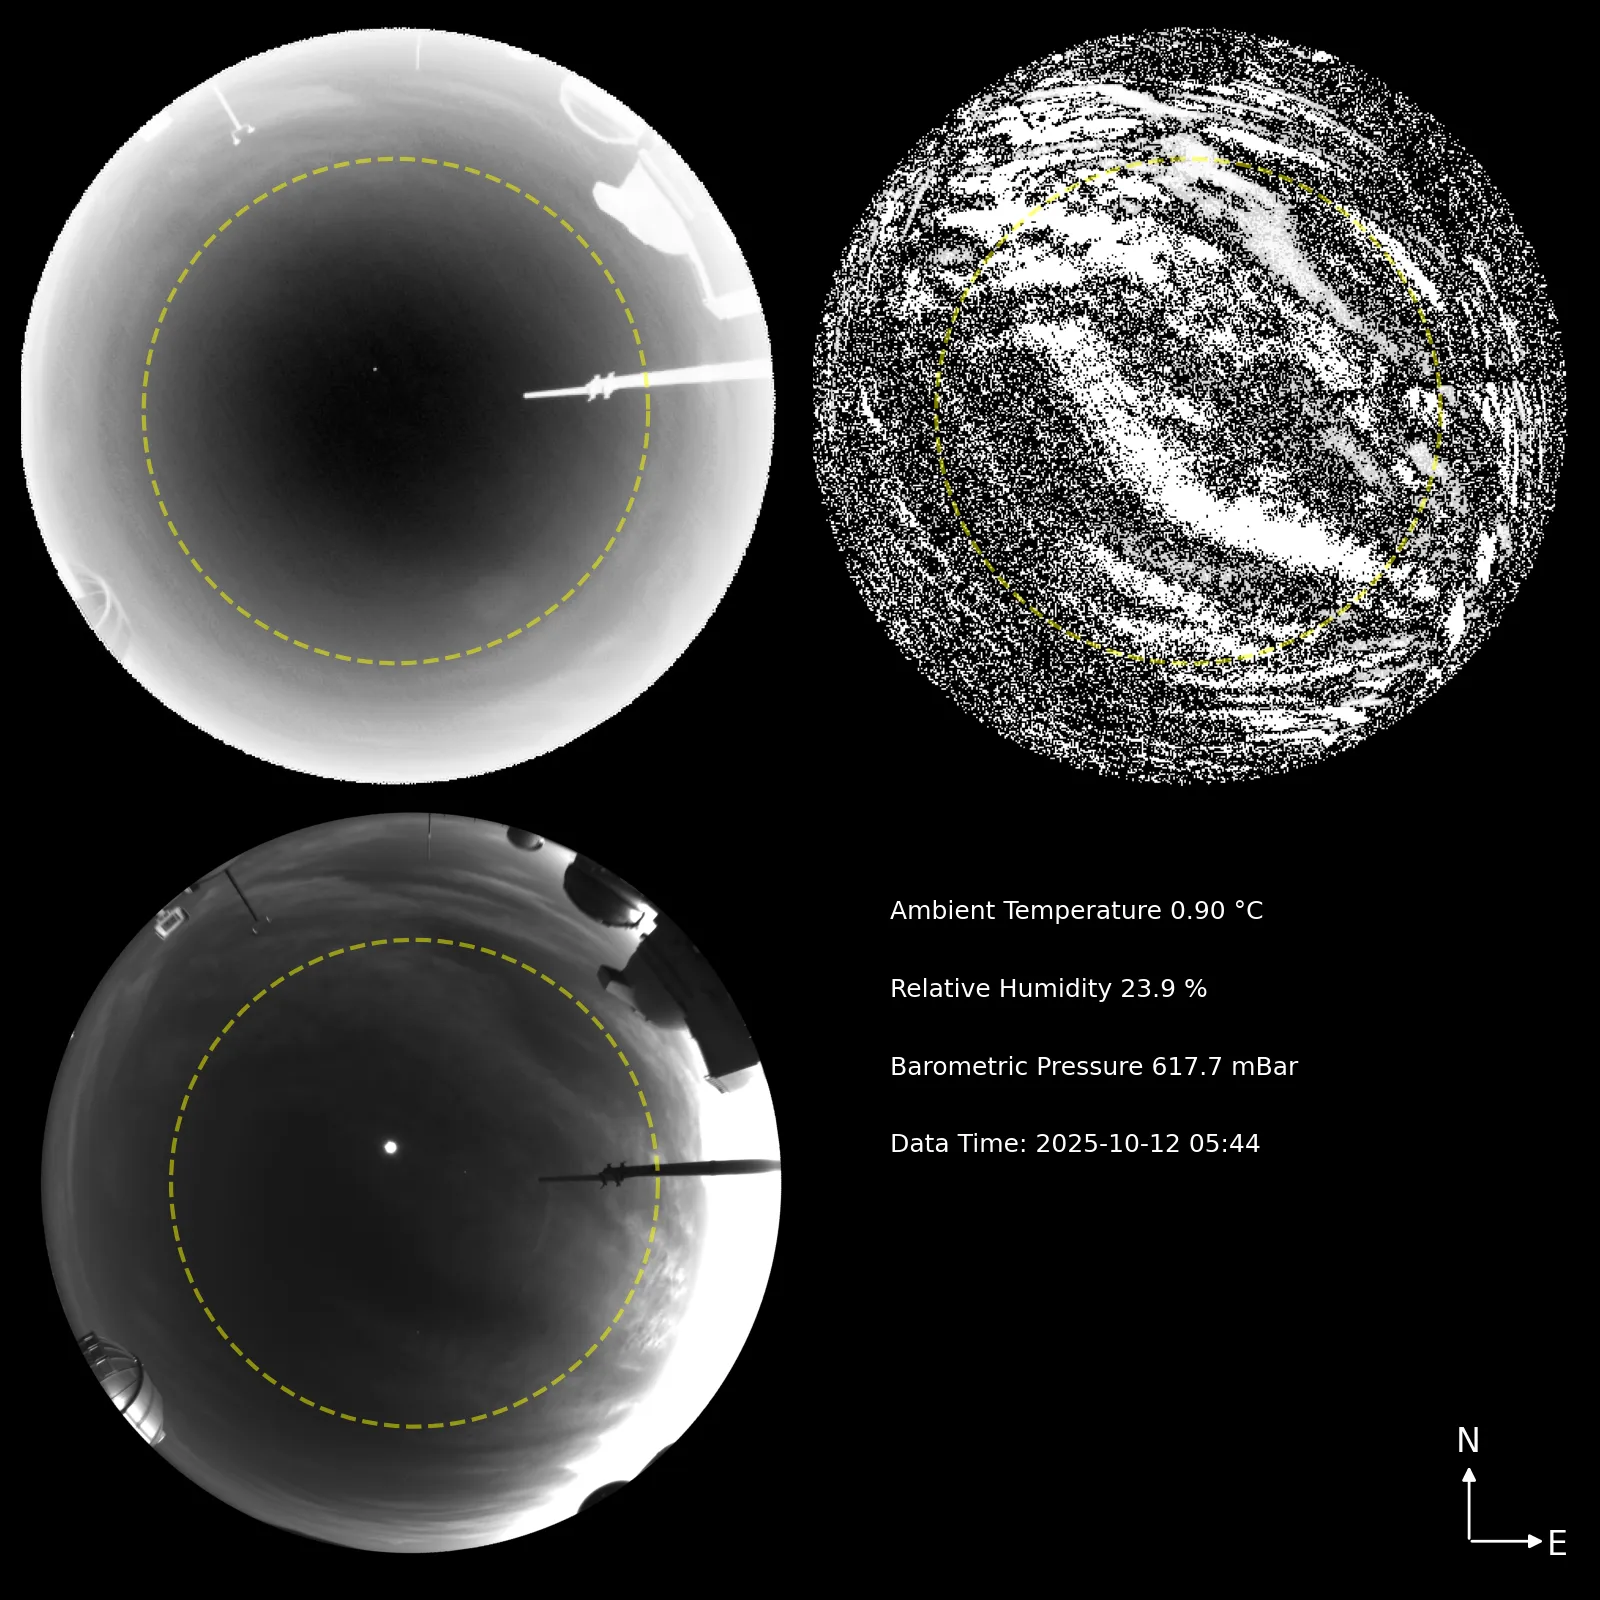 Ambient Temperature 0.90 °C
Relative Humidity 23.9 %
Barometric Pressure 617.7 mBar
Data Time: 2025-10-12 05:44
N
E